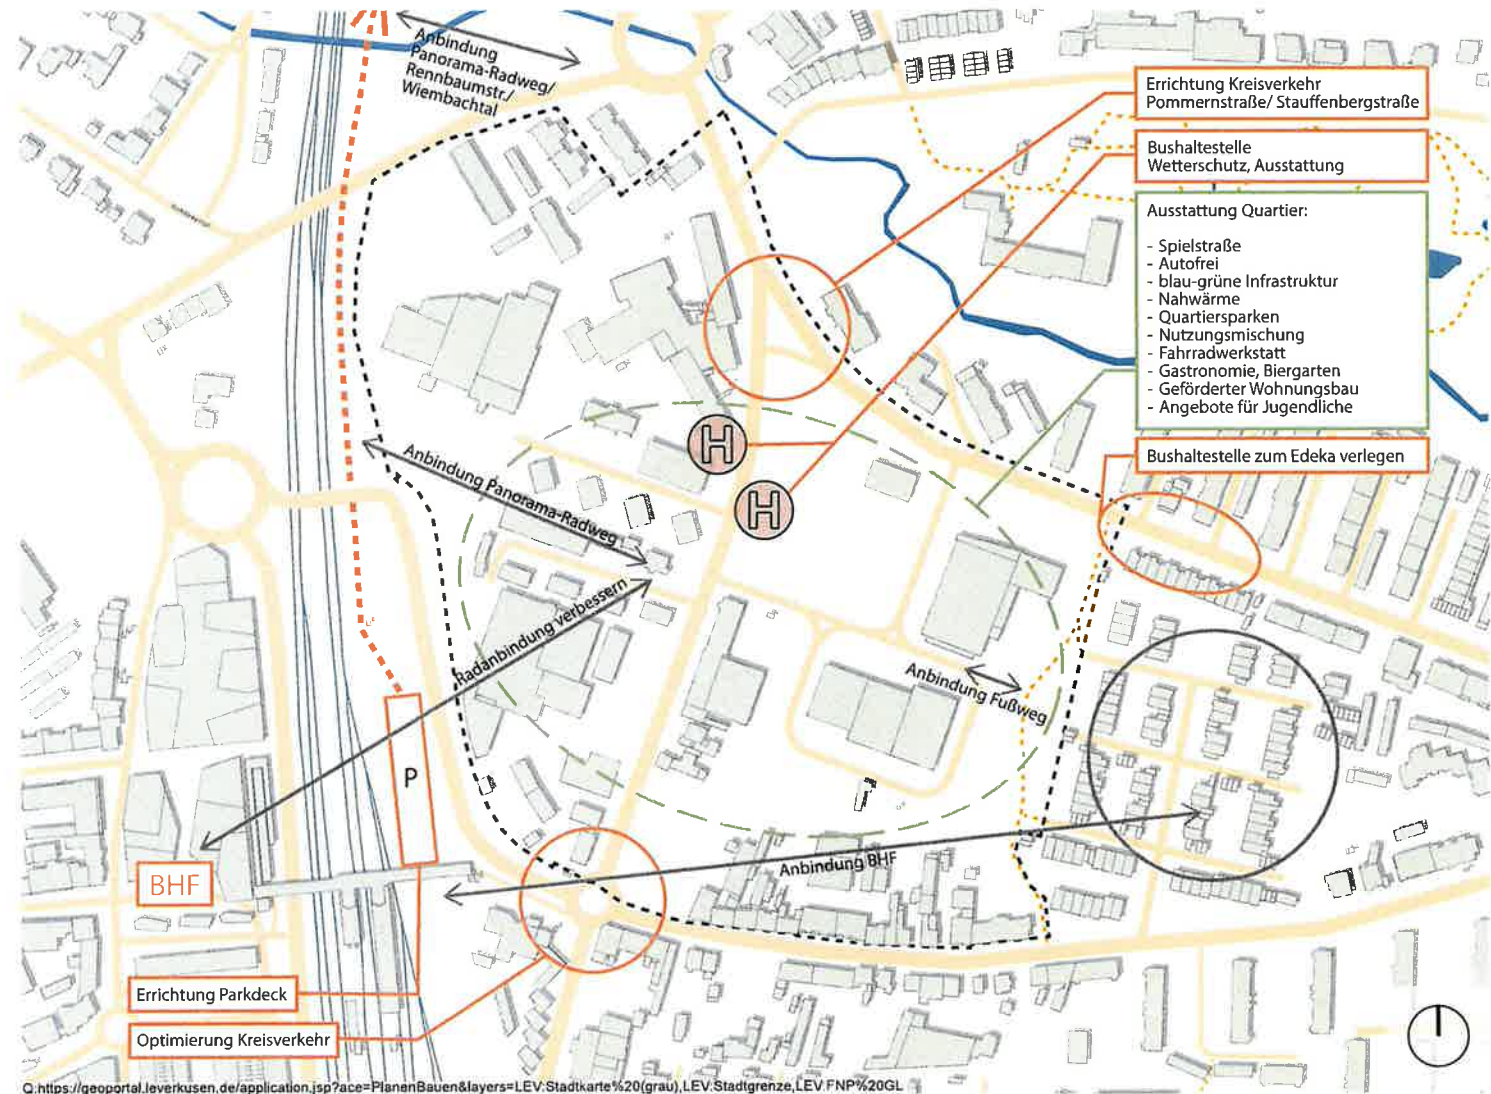 Anbindung
Panorama-Radweg/
Rennbaumstr./
Wiembachtal
Errichtung Kreisverkehr
Pommernstraße/ Stauffenbergstraße
Bushaltestelle
Wetterschutz, Ausstattung
Ausstattung Quartier:
- Spielstraße
- Autofrei
- blau-grüne Infrastruktur
- Nahwärme
- Quartiersparken
- Nutzungsmischung
- Fahrradwerkstatt
- Gastronomie, Biergarten
- Geförderter Wohnungsbau
- Angebote für Jugendliche
Bushaltestelle zum Edeka verlegen
H
H
Anbindung Panorama-Radweg
Radanbindung verbessern
Anbindung Fußweg
P
Anbindung BHF
BHF
Errichtung Parkdeck
Optimierung Kreisverkehr
Q:https://geoportal.leverkusen.de/application.jsp?ace=PlanenBauen&layers=LEV:Stadtkarte%20(grau),LEV:Stadtgrenze,LEV:FNP%20GL